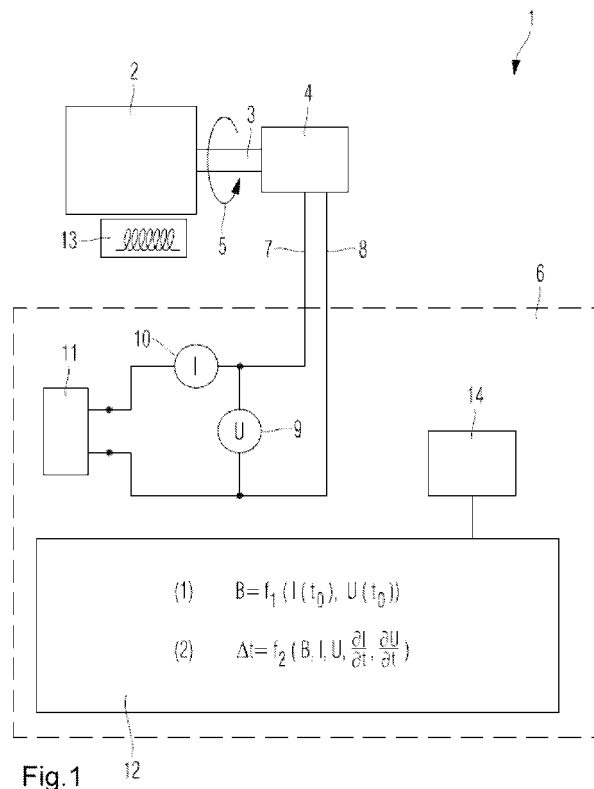 1
2
3
4
13
5
7
8
6
10
11
I
14
U
9
(1) B=f₁ (I(t₀), U(t₀))
(2) Δt=f₂ (B, I, U, ∂I/∂t, ∂U/∂t)
12
Fig.1